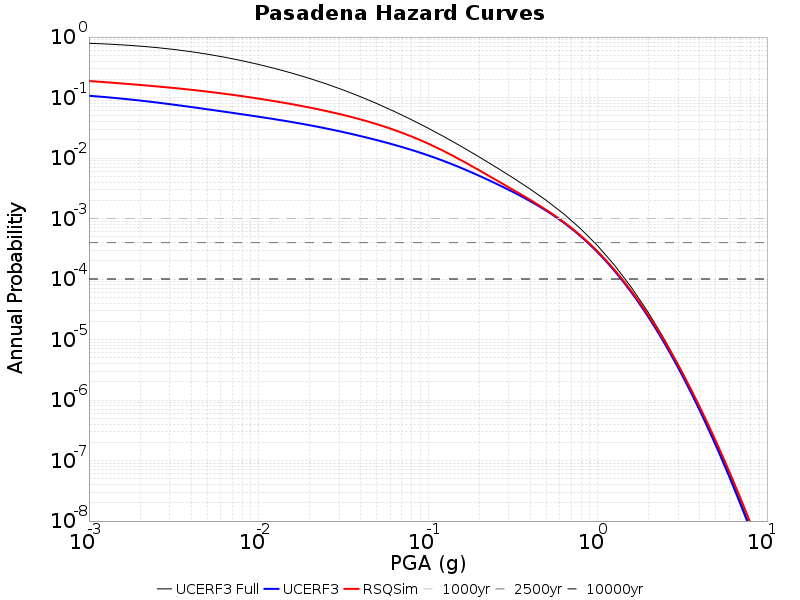 Pasadena Hazard Curves
10^0
10^-1
10^-2
10^-3
10^-4
10^-5
10^-6
10^-7
10^-8
Annual Probabilitiy
10^-3 10^-2 10^-1 10^0 10^1
PGA (g)
UCERF3 Full UCERF3 RSQSim 1000yr 2500yr 10000yr